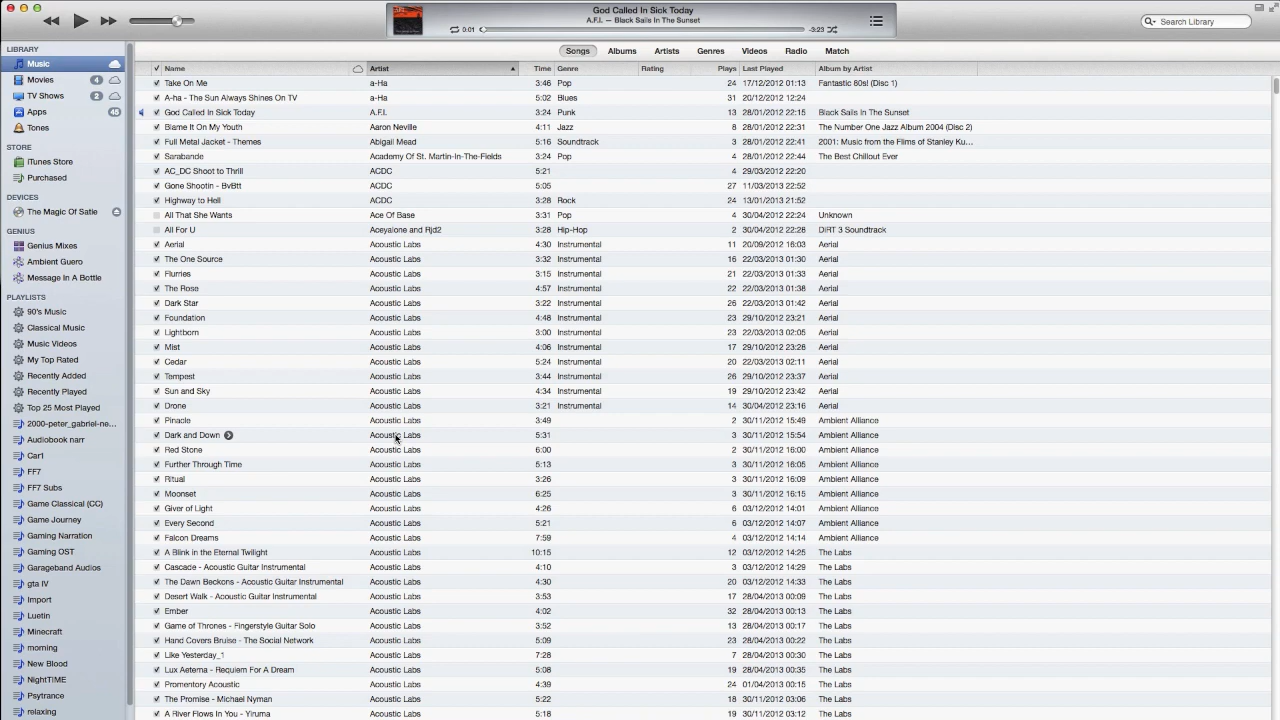 God Called In Sick Today
A.F.I. — Black Sails In The Sunset
0:01 -3:23
Search Library
LIBRARY
Music
Movies 4
TV Shows 2
Apps 45
Tones
STORE
iTunes Store
Purchased
DEVICES
The Magic Of Satie
GENIUS
Genius Mixes
Ambient Guero
Message In A Bottle
PLAYLISTS
90's Music
Classical Music
Music Videos
My Top Rated
Recently Added
Recently Played
Top 25 Most Played
2000-peter_gabriel-ne...
Audiobook narr
Car1
FF7
FF7 Subs
Game Classical (CC)
Game Journey
Gaming Narration
Gaming OST
Garageband Audios
gta IV
Import
Luetin
Minecraft
morning
New Blood
NightTIME
Psytrance
relaxing
Songs Albums Artists Genres Videos Radio Match
Name Artist Time Genre Rating Plays Last Played Album by Artist
Take On Me a-Ha 3:46 Pop 24 17/12/2012 01:13 Fantastic 80s! (Disc 1)
A-ha - The Sun Always Shines On TV a-Ha 5:02 Blues 31 20/12/2012 12:24
God Called In Sick Today A.F.I. 3:24 Punk 13 28/01/2012 22:15 Black Sails In The Sunset
Blame It On My Youth Aaron Neville 4:11 Jazz 8 28/01/2012 22:31 The Number One Jazz Album 2004 (Disc 2)
Full Metal Jacket - Themes Abigail Mead 5:16 Soundtrack 3 28/01/2012 22:41 2001: Music from the Films of Stanley Ku...
Sarabande Academy Of St. Martin-In-The-Fields 3:24 Pop 4 28/01/2012 22:44 The Best Chillout Ever
AC_DC Shoot to Thrill ACDC 5:21 4 29/03/2012 22:20
Gone Shootin - BvBtt ACDC 5:05 27 11/03/2013 22:52
Highway to Hell ACDC 3:28 Rock 24 13/01/2013 21:52
All That She Wants Ace Of Base 3:31 Pop 4 30/04/2012 22:24 Unknown
All For U Aceyalone and Rjd2 3:28 Hip-Hop 2 30/04/2012 22:28 DiRT 3 Soundtrack
Aerial Acoustic Labs 4:30 Instrumental 11 20/09/2012 16:03 Aerial
The One Source Acoustic Labs 3:32 Instrumental 16 22/03/2013 01:30 Aerial
Flurries Acoustic Labs 3:15 Instrumental 21 22/03/2013 01:33 Aerial
The Rose Acoustic Labs 4:57 Instrumental 22 22/03/2013 01:38 Aerial
Dark Star Acoustic Labs 3:22 Instrumental 26 22/03/2013 01:42 Aerial
Foundation Acoustic Labs 4:48 Instrumental 23 29/10/2012 23:21 Aerial
Lightborn Acoustic Labs 3:00 Instrumental 23 22/03/2013 02:05 Aerial
Mist Acoustic Labs 4:06 Instrumental 17 29/10/2012 23:28 Aerial
Cedar Acoustic Labs 5:24 Instrumental 20 22/03/2013 02:11 Aerial
Tempest Acoustic Labs 3:44 Instrumental 26 29/10/2012 23:37 Aerial
Sun and Sky Acoustic Labs 4:34 Instrumental 19 29/10/2012 23:42 Aerial
Drone Acoustic Labs 3:21 Instrumental 14 30/04/2012 23:16 Aerial
Pinacle Acoustic Labs 3:49 2 30/11/2012 15:49 Ambient Alliance
Dark and Down Acoustic Labs 5:31 3 30/11/2012 15:54 Ambient Alliance
Red Stone Acoustic Labs 6:00 2 30/11/2012 16:00 Ambient Alliance
Further Through Time Acoustic Labs 5:13 3 30/11/2012 16:05 Ambient Alliance
Ritual Acoustic Labs 3:26 3 30/11/2012 16:09 Ambient Alliance
Moonset Acoustic Labs 6:25 3 30/11/2012 16:15 Ambient Alliance
Giver of Light Acoustic Labs 4:26 6 03/12/2012 14:01 Ambient Alliance
Every Second Acoustic Labs 5:21 6 03/12/2012 14:07 Ambient Alliance
Falcon Dreams Acoustic Labs 7:59 4 03/12/2012 14:14 Ambient Alliance
A Blink in the Eternal Twilight Acoustic Labs 10:15 12 03/12/2012 14:25 The Labs
Cascade - Acoustic Guitar Instrumental Acoustic Labs 4:10 3 03/12/2012 14:29 The Labs
The Dawn Beckons - Acoustic Guitar Instrumental Acoustic Labs 4:30 20 03/12/2012 14:33 The Labs
Desert Walk - Acoustic Guitar Instrumental Acoustic Labs 3:53 17 28/04/2013 00:09 The Labs
Ember Acoustic Labs 4:02 32 28/04/2013 00:13 The Labs
Game of Thrones - Fingerstyle Guitar Solo Acoustic Labs 3:52 13 28/04/2013 00:17 The Labs
Hand Covers Bruise - The Social Network Acoustic Labs 5:09 23 28/04/2013 00:22 The Labs
Like Yesterday_1 Acoustic Labs 7:28 7 28/04/2013 00:30 The Labs
Lux Aeterna - Requiem For A Dream Acoustic Labs 5:08 19 28/04/2013 00:35 The Labs
Promentory Acoustic Acoustic Labs 4:39 24 01/04/2013 00:15 The Labs
The Promise - Michael Nyman Acoustic Labs 5:22 18 30/11/2012 03:06 The Labs
A River Flows In You - Yiruma Acoustic Labs 5:18 19 30/11/2012 03:12 The Labs